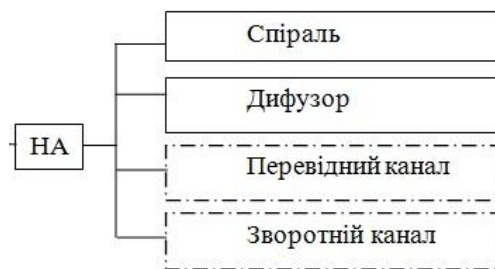 Спіраль
Дифузор
НА
Перевідний канал
Зворотній канал